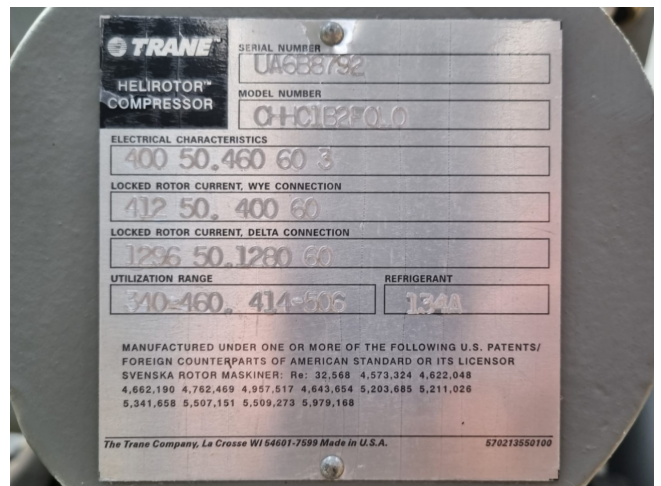 TRANE
HELIROTOR™
COMPRESSOR
SERIAL NUMBER
UA6B8792
MODEL NUMBER
ELECTRICAL CHARACTERISTICS
400 50.460 60 3
LOCKED ROTOR CURRENT, WYE CONNECTION
412 50. 400 60
LOCKED ROTOR CURRENT, DELTA CONNECTION
1296 50.1280 60
UTILIZATION RANGE
340-460. 414-506
REFRIGERANT
134A
MANUFACTURED UNDER ONE OR MORE OF THE FOLLOWING U.S. PATENTS/
FOREIGN COUNTERPARTS OF AMERICAN STANDARD OR ITS LICENSOR
SVENSKA ROTOR MASKINER: Re: 32,568 4,573,324 4,622,048
4,662,190 4,762,469 4,957,517 4,643,654 5,203,685 5,211,026
5,341,658 5,507,151 5,509,273 5,979,168
The Trane Company, La Crosse WI 54601-7599 Made in U.S.A.
570213550100